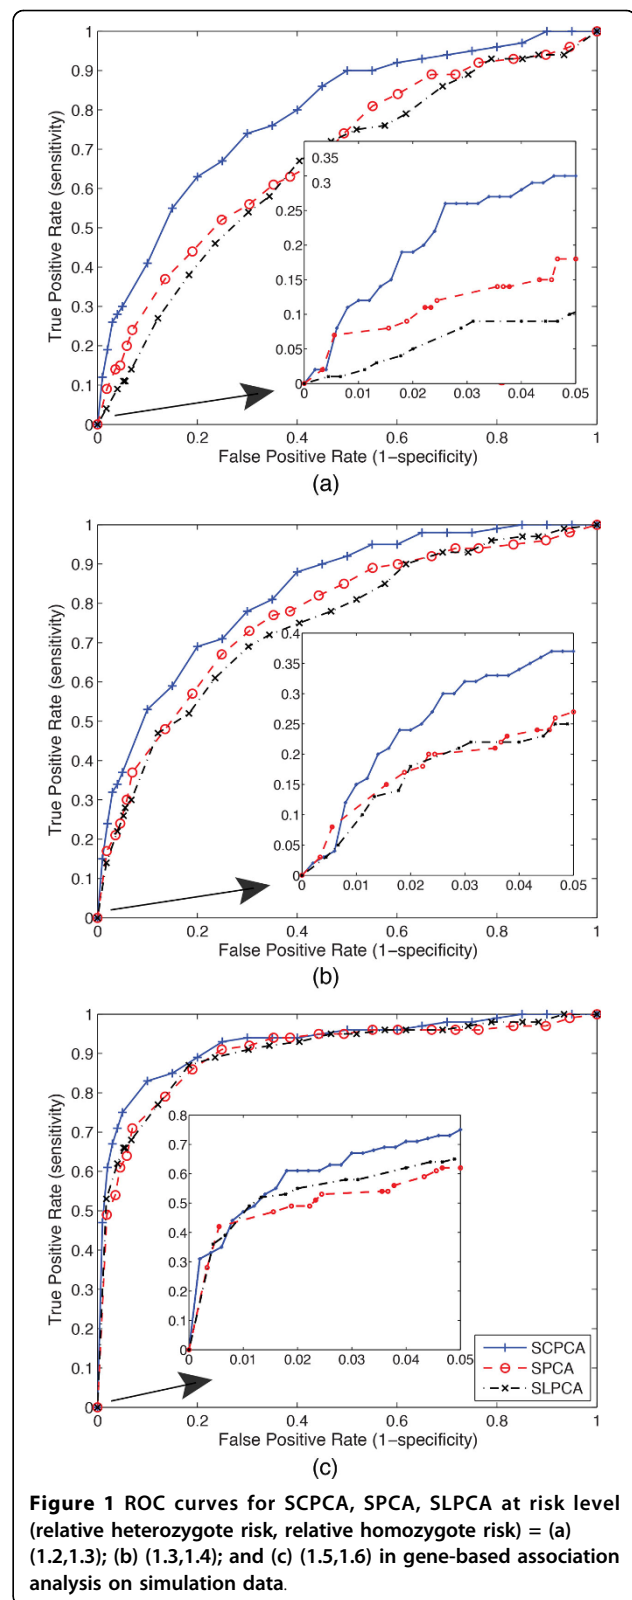 1
0.9
0.8
0.7
0.6
0.5
0.4
0.3
0.2
0.1
0
True Positive Rate (sensitivity)
0.35
0.3
0.25
0.2
0.15
0.1
0.05
0
0.01 0.02 0.03 0.04 0.05
0 0.2 0.4 0.6 0.8 1
False Positive Rate (1−specificity)
(a)
1
0.9
0.8
0.7
0.6
0.5
0.4
0.3
0.2
0.1
0
True Positive Rate (sensitivity)
0.4
0.35
0.3
0.25
0.2
0.15
0.1
0.05
0
0.01 0.02 0.03 0.04 0.05
0 0.2 0.4 0.6 0.8 1
False Positive Rate (1−specificity)
(b)
1
0.9
0.8
0.7
0.6
0.5
0.4
0.3
0.2
0.1
0
True Positive Rate (sensitivity)
0.8
0.7
0.6
0.5
0.4
0.3
0.2
0.1
0
0.01 0.02 0.03 0.04 0.05
SCPCA
SPCA
SLPCA
0 0.2 0.4 0.6 0.8 1
False Positive Rate (1−specificity)
(c)
Figure 1 ROC curves for SCPCA, SPCA, SLPCA at risk level
(relative heterozygote risk, relative homozygote risk) = (a)
(1.2,1.3); (b) (1.3,1.4); and (c) (1.5,1.6) in gene-based association
analysis on simulation data.